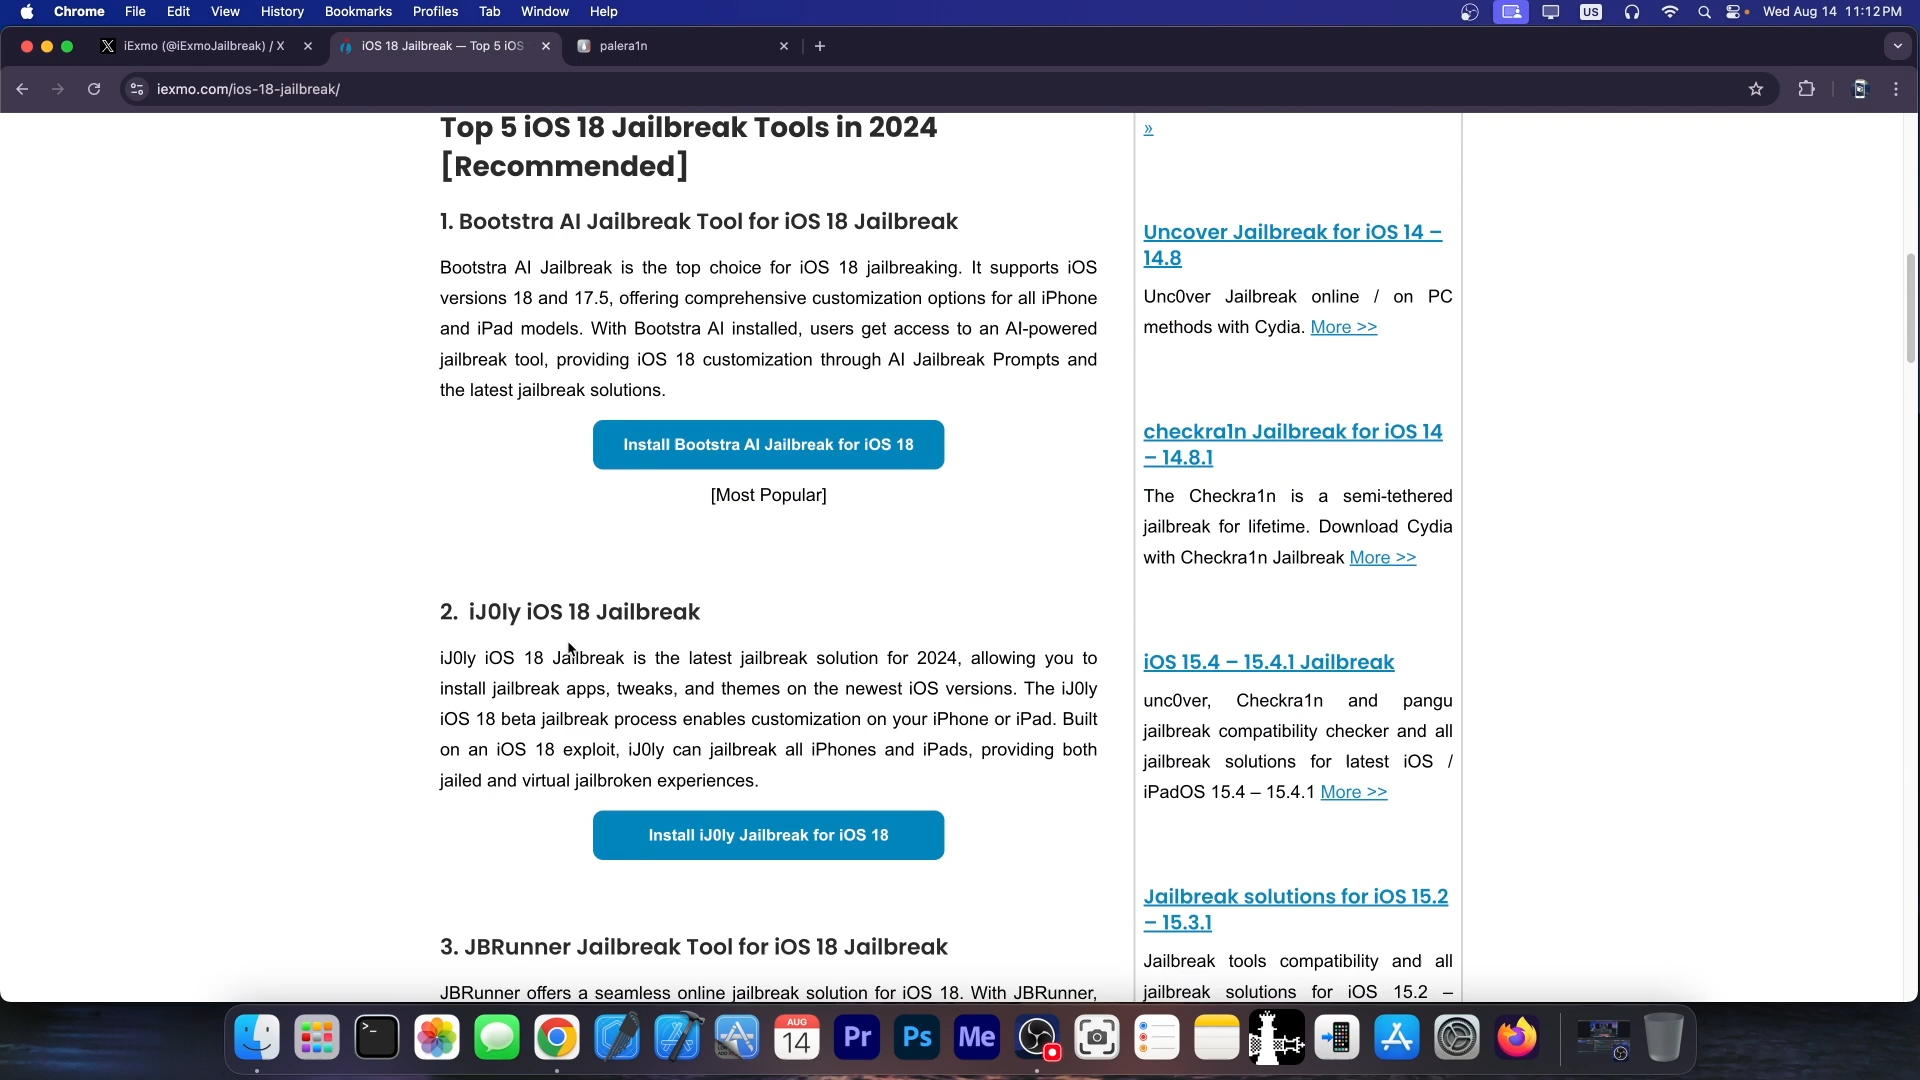 Chrome File Edit View History Bookmarks Profiles Tab Window Help US Wed Aug 14 11:12 PM
iExmo (@iExmoJailbreak) / X
iOS 18 Jailbreak — Top 5 iOS
palera1n
iexmo.com/ios-18-jailbreak/
Top 5 iOS 18 Jailbreak Tools in 2024
[Recommended]
1. Bootstra AI Jailbreak Tool for iOS 18 Jailbreak
Bootstra AI Jailbreak is the top choice for iOS 18 jailbreaking. It supports iOS
versions 18 and 17.5, offering comprehensive customization options for all iPhone
and iPad models. With Bootstra AI installed, users get access to an AI-powered
jailbreak tool, providing iOS 18 customization through AI Jailbreak Prompts and
the latest jailbreak solutions.
Install Bootstra AI Jailbreak for iOS 18
[Most Popular]
2. iJ0ly iOS 18 Jailbreak
iJ0ly iOS 18 Jailbreak is the latest jailbreak solution for 2024, allowing you to
install jailbreak apps, tweaks, and themes on the newest iOS versions. The iJ0ly
iOS 18 beta jailbreak process enables customization on your iPhone or iPad. Built
on an iOS 18 exploit, iJ0ly can jailbreak all iPhones and iPads, providing both
jailed and virtual jailbroken experiences.
Install iJ0ly Jailbreak for iOS 18
3. JBRunner Jailbreak Tool for iOS 18 Jailbreak
JBRunner offers a seamless online jailbreak solution for iOS 18. With JBRunner,
»
Uncover Jailbreak for iOS 14 –
14.8
Unc0ver Jailbreak online / on PC
methods with Cydia. More >>
checkra1n Jailbreak for iOS 14
– 14.8.1
The Checkra1n is a semi-tethered
jailbreak for lifetime. Download Cydia
with Checkra1n Jailbreak More >>
iOS 15.4 – 15.4.1 Jailbreak
unc0ver, Checkra1n and pangu
jailbreak compatibility checker and all
jailbreak solutions for latest iOS /
iPadOS 15.4 – 15.4.1 More >>
Jailbreak solutions for iOS 15.2
– 15.3.1
Jailbreak tools compatibility and all
jailbreak solutions for iOS 15.2 –
AUG
14
Pr
Ps
Me